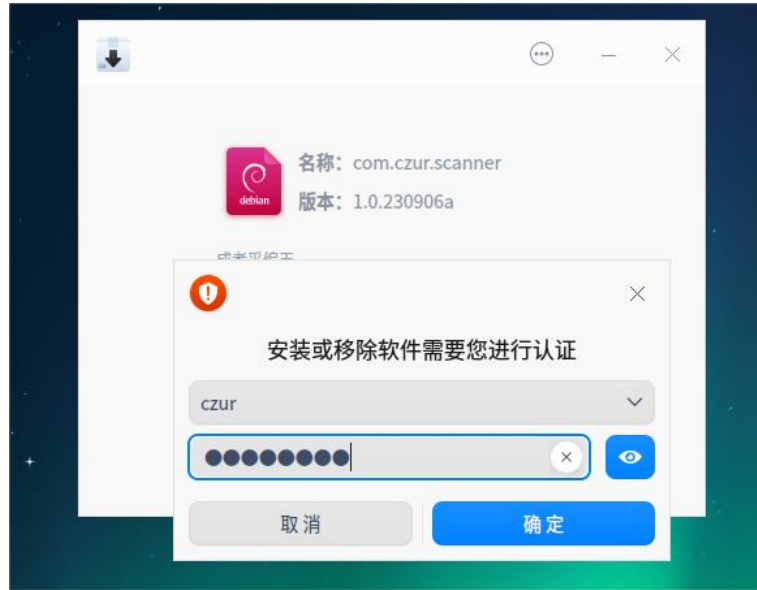 名称：com.czur.scanner
debian
版本：1.0.230906a
安装或移除软件需要您进行认证
czur
取消
确定